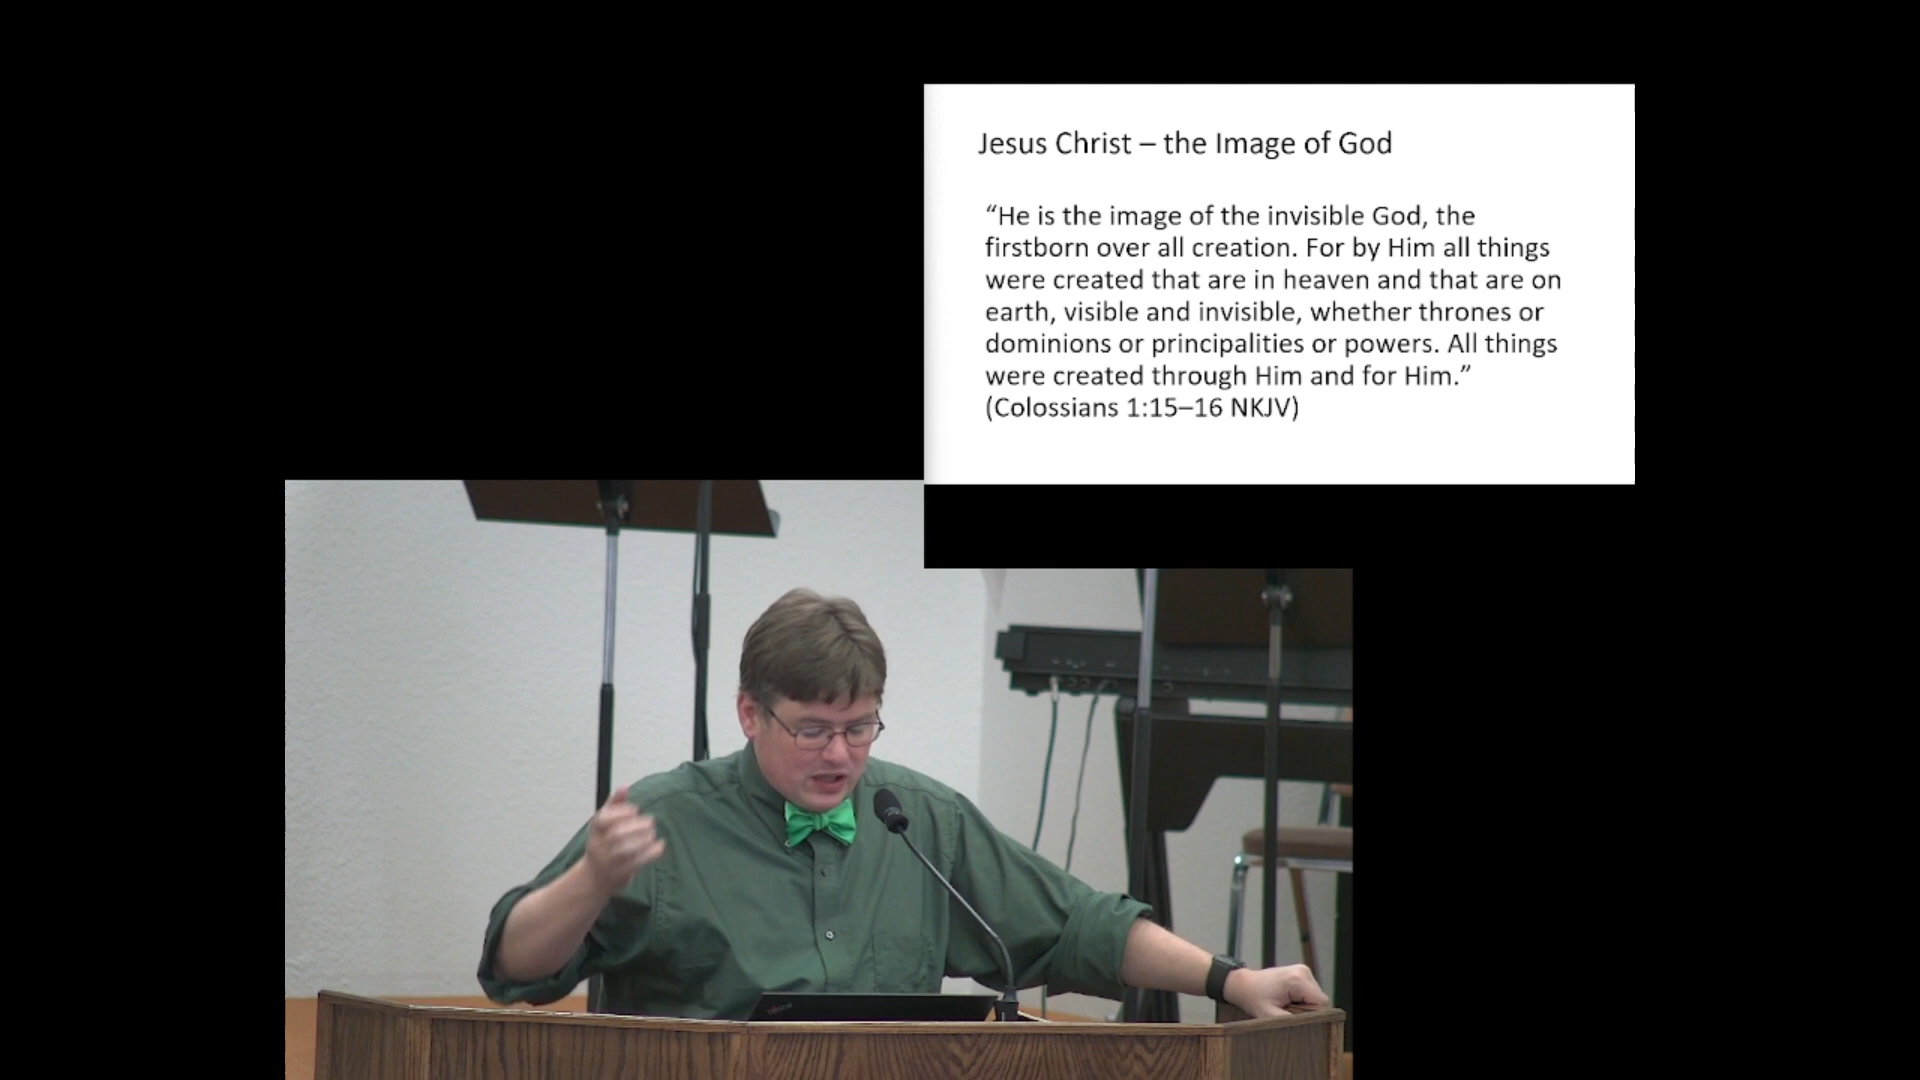 Jesus Christ – the Image of God
“He is the image of the invisible God, the
firstborn over all creation. For by Him all things
were created that are in heaven and that are on
earth, visible and invisible, whether thrones or
dominions or principalities or powers. All things
were created through Him and for Him.”
(Colossians 1:15–16 NKJV)